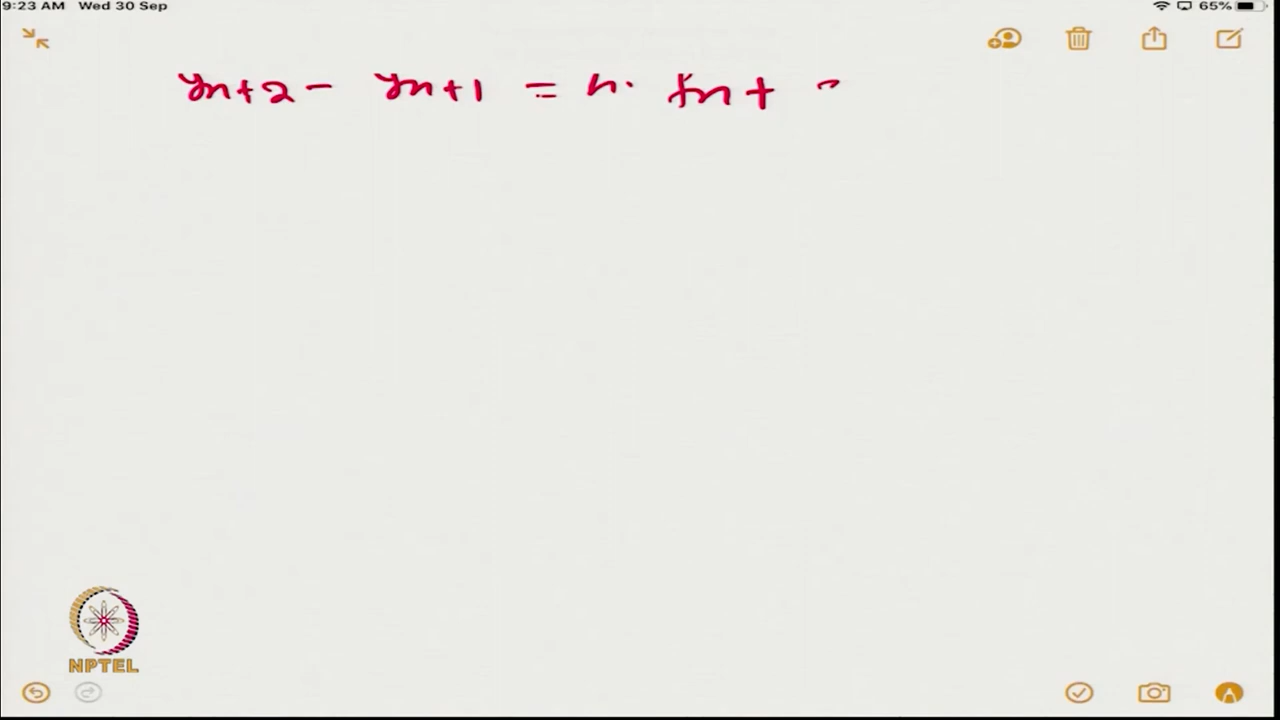 9:23 AM Wed 30 Sep
65%
yn+2 - yn+1 = h. fn +
NPTEL